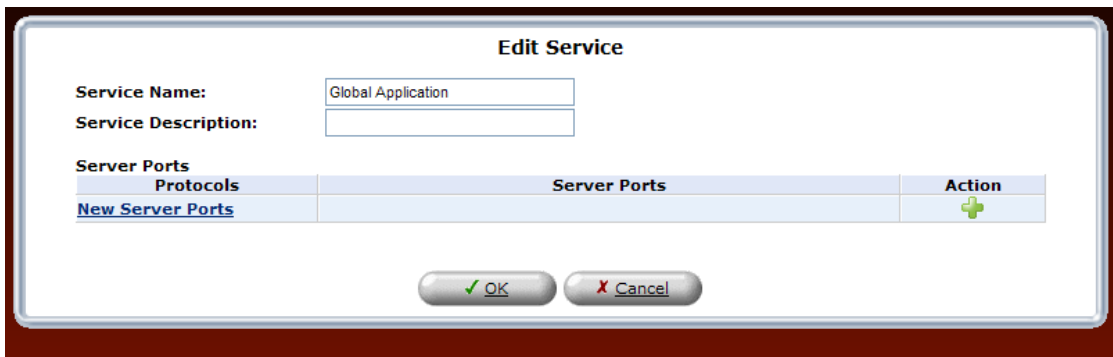 Edit Service
Service Name: Global Application
Service Description:
Server Ports
Protocols Server Ports Action
New Server Ports
OK Cancel